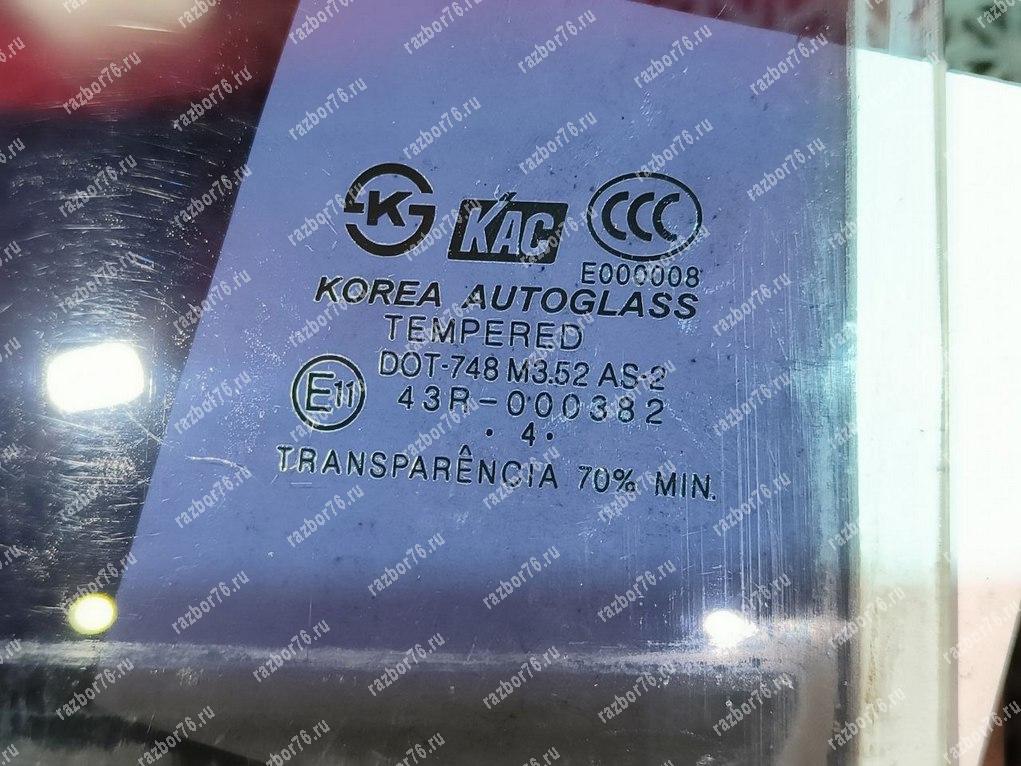 K
KAC
CCC
E000008
KOREA AUTOGLASS
TEMPERED
DOT-748 M3.52 AS-2
E11
43R-000382
· 4 ·
TRANSPARÊNCIA 70% MIN.
razbor76.ru